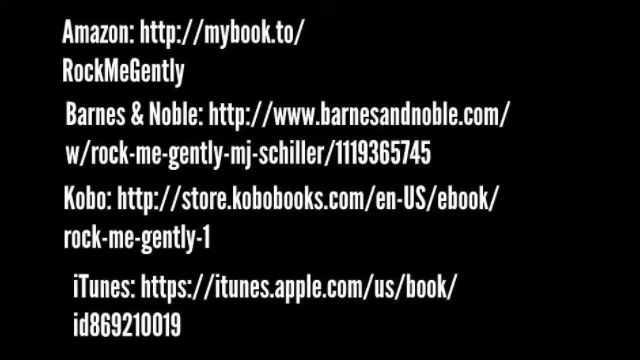 Amazon: http://mybook.to/
RockMeGently
Barnes & Noble: http://www.barnesandnoble.com/
w/rock-me-gently-mj-schiller/1119365745
Kobo: http://store.kobobooks.com/en-US/ebook/
rock-me-gently-1
iTunes: https://itunes.apple.com/us/book/
id869210019